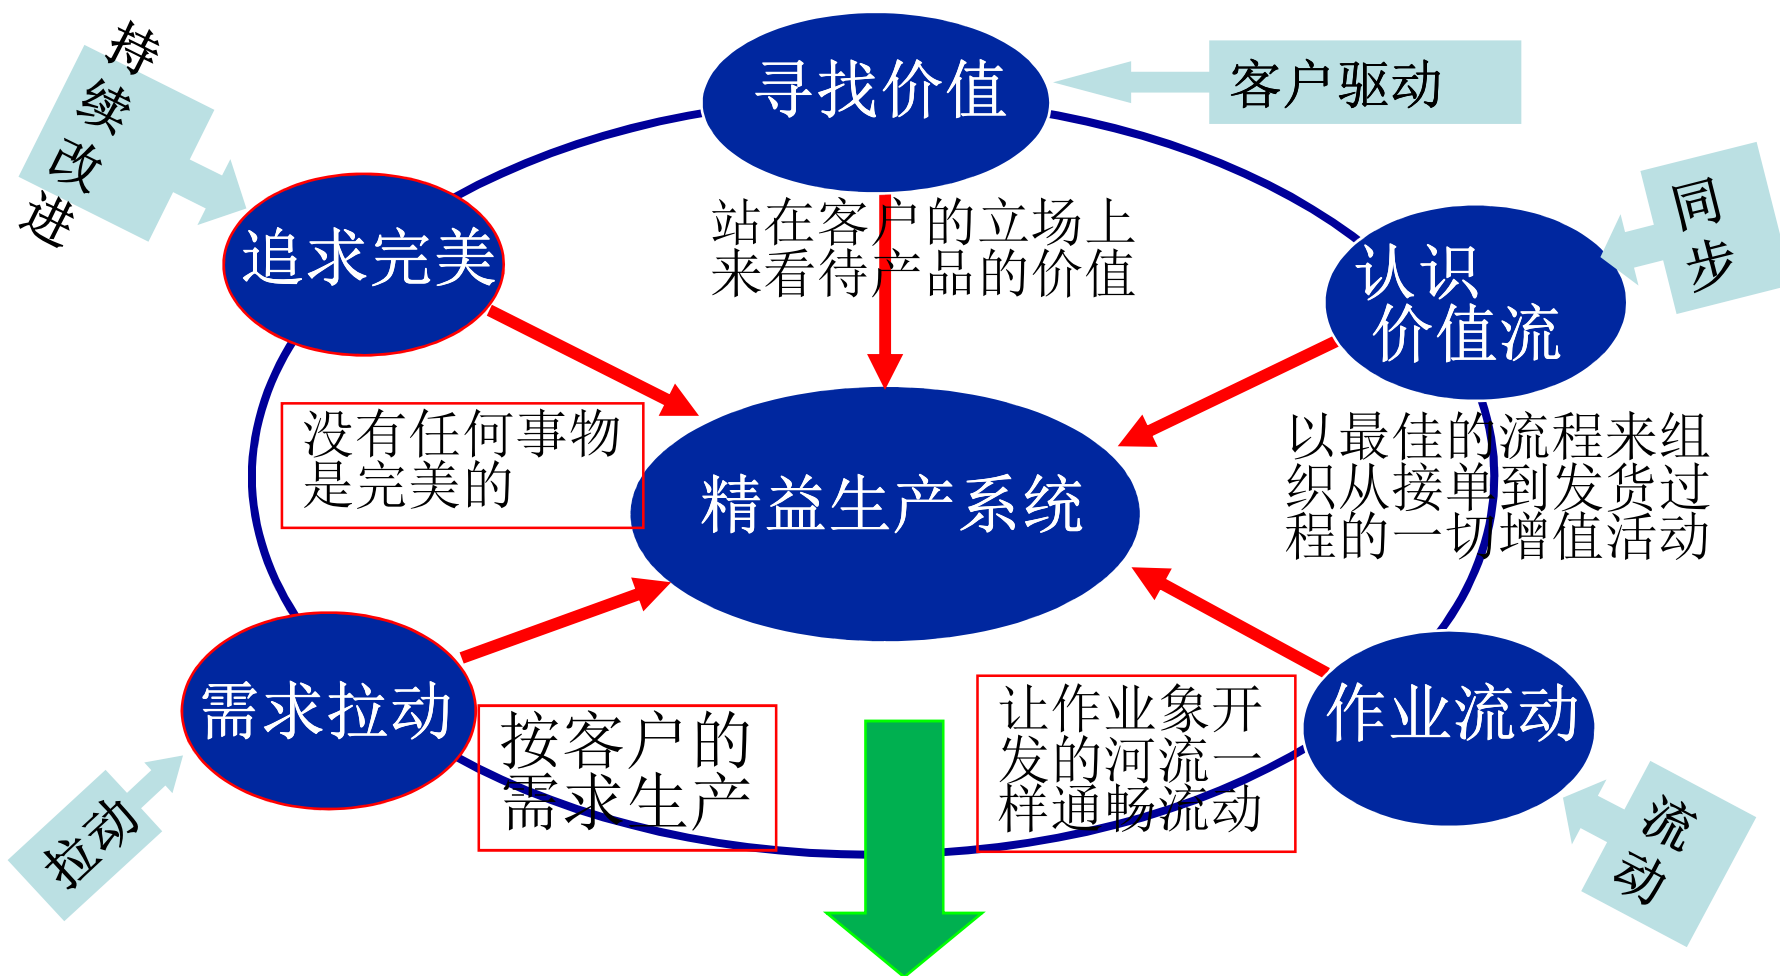 寻找价值
客户驱动
站在客户的立场上
来看待产品的价值
持续改进
追求完美
没有任何事物
是完美的
同步
认识
价值流
以最佳的流程来组
织从接单到发货过
程的一切增值活动
精益生产系统
需求拉动
拉动
按客户的
需求生产
让作业象开
发的河流一
样通畅流动
作业流动
流动